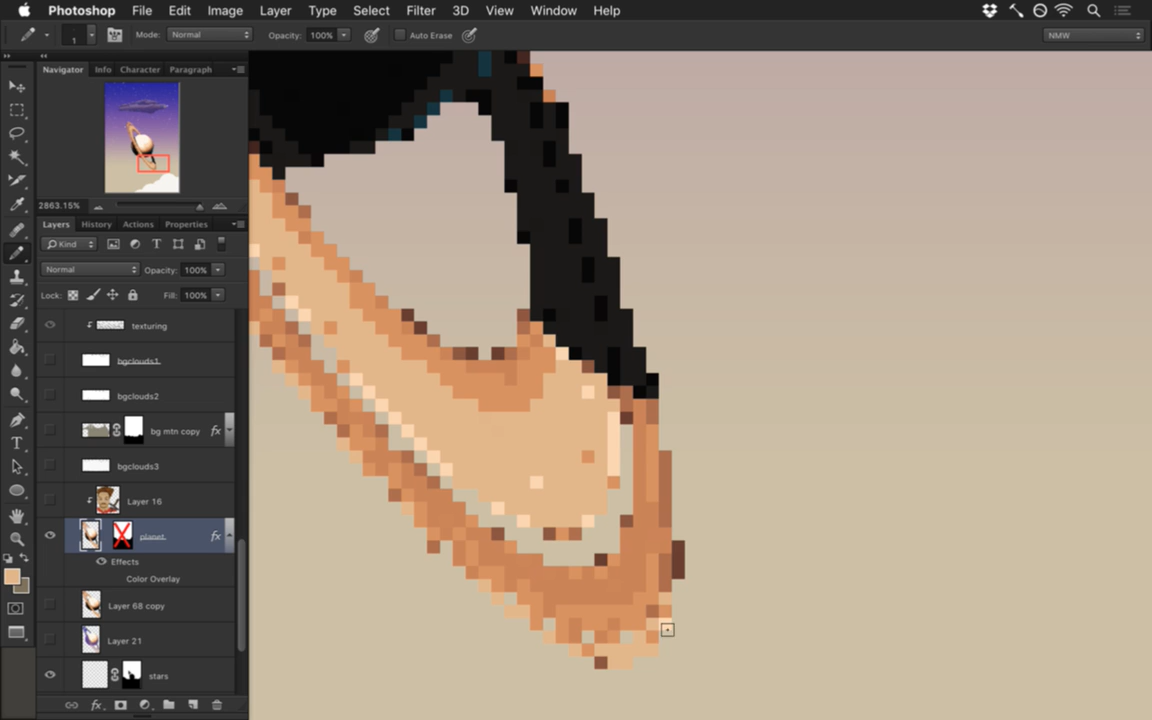 Photoshop File Edit Image Layer Type Select Filter 3D View Window Help
1 Mode: Normal Opacity: 100% Auto Erase NMW
Navigator Info Character Paragraph
2863.15%
Layers History Actions Properties
Kind
Normal Opacity: 100%
Lock: Fill: 100%
texturing
bgclouds1
bgclouds2
bg mtn copy fx
bgclouds3
Layer 16
planet fx
Effects
Color Overlay
Layer 68 copy
Layer 21
stars
fx